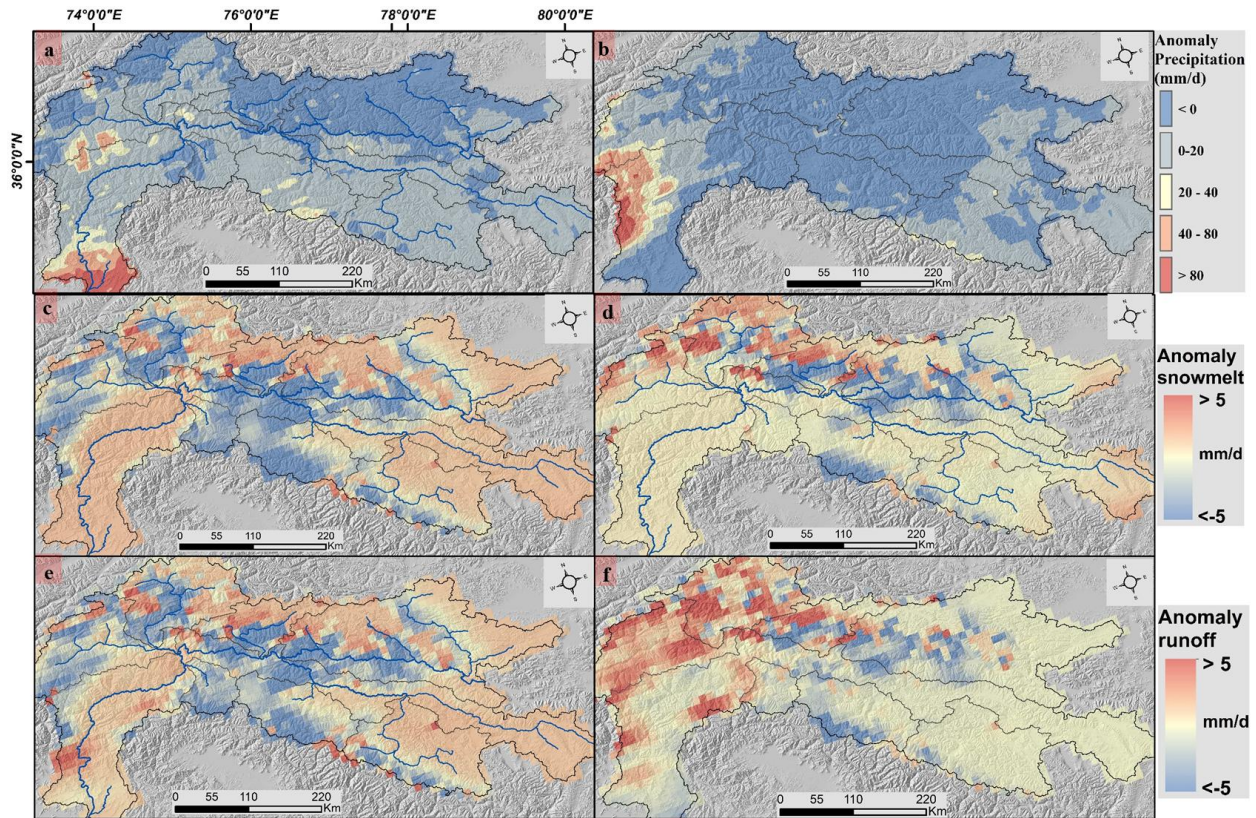 74°0'0"E 76°0'0"E 78°0'0"E 80°0'0"E
36°0'0"N
a
N
E
S
W
0 55 110 220
Km
b
N
E
S
W
0 55 110 220
Km
Anomaly
Precipitation
(mm/d)
< 0
0-20
20 - 40
40 - 80
> 80
c
N
E
S
W
0 55 110 220
Km
d
N
E
S
W
0 55 110 220
Km
Anomaly
snowmelt
> 5
mm/d
<-5
e
N
E
S
W
0 55 110 220
Km
f
N
E
S
W
0 55 110 220
Km
Anomaly
runoff
> 5
mm/d
<-5